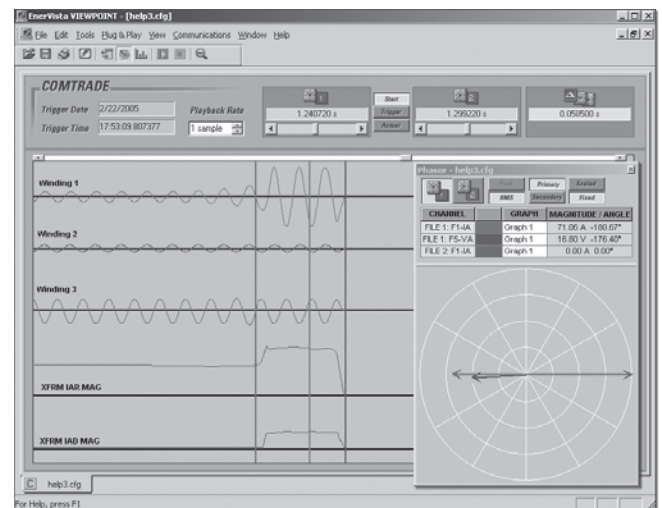 EnerVista VIEWPOINT - [help3.cfg]
File Edit Tools Plug & Play View Communications Window Help
COMTRADE
Trigger Date 2/22/2005
Trigger Time 17:53:09.807377
Playback Rate
1 sample
1
1.240720 s
Start
Trigger
Actual
2
1.299220 s
0.058500 s
Winding 1
Winding 2
Winding 3
XFRM IAR MAG
XFRM IAD MAG
Phasor - help3.cfg
Peak Primary Scaled
RMS Secondary Fixed
CHANNEL GRAPH MAGNITUDE / ANGLE
FILE 1: F1-IA Graph 1 71.06 A -180.67°
FILE 1: F5-VA Graph 1 16.80 V -176.40°
FILE 2: F1-IA Graph 1 0.00 A 0.00°
C help3.cfg
For Help, press F1